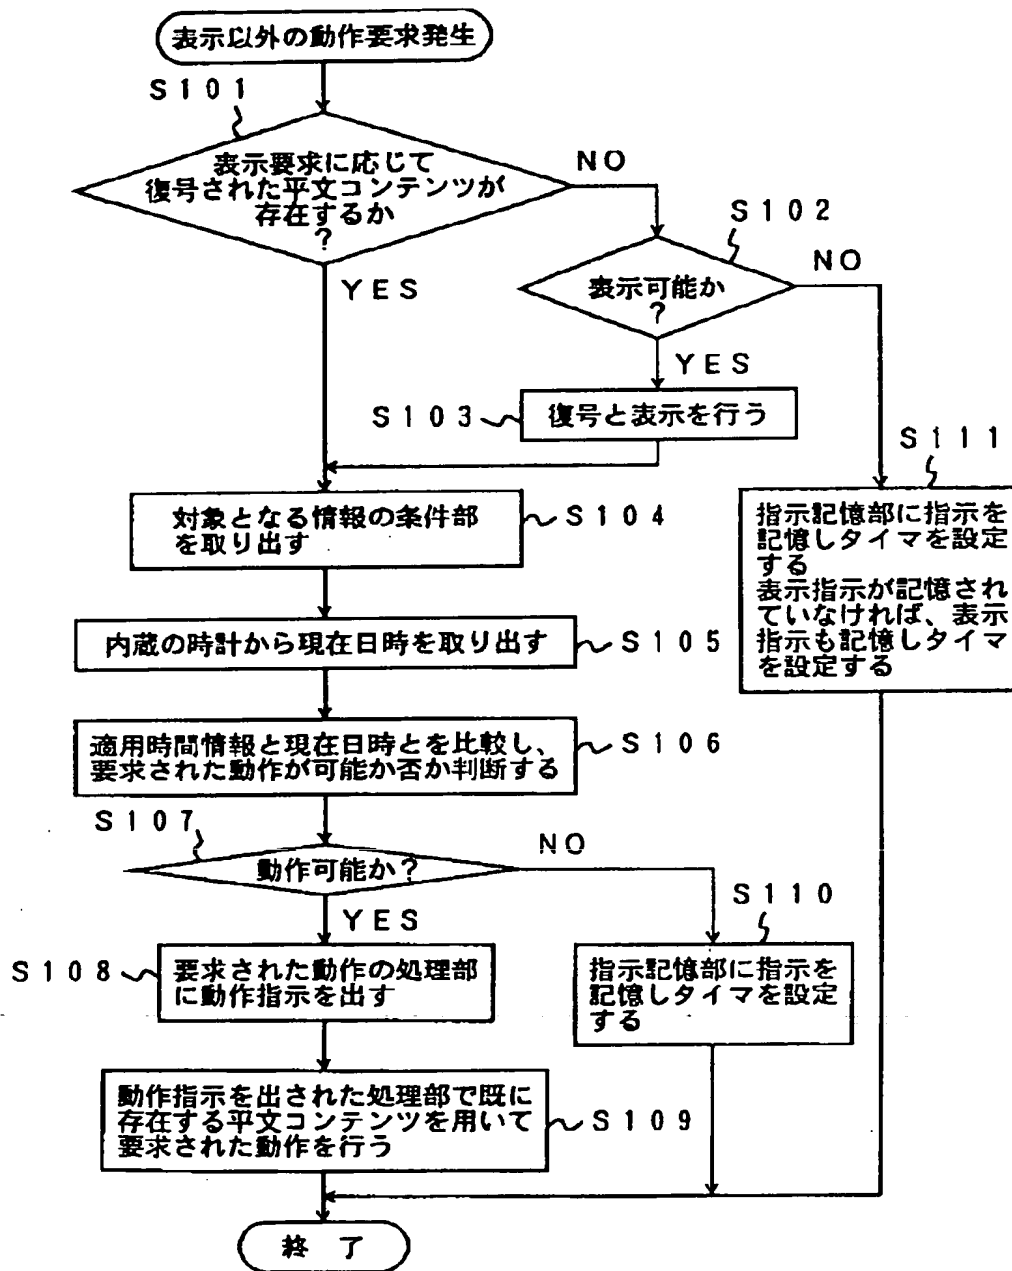 表示以外の動作要求発生
S101
表示要求に応じて
復号された平文コンテンツが
存在するか
?
NO
YES
S102
表示可能か
?
NO
YES
S103
復号と表示を行う
S111
指示記憶部に指示を
記憶しタイマを設定
する
表示指示が記憶され
ていなければ、表示
指示も記憶しタイマ
を設定する
対象となる情報の条件部
を取り出す
S104
内蔵の時計から現在日時を取り出す
S105
適用時間情報と現在日時とを比較し、
要求された動作が可能か否か判断する
S106
S107
動作可能か?
NO
YES
S110
指示記憶部に指示を
記憶しタイマを設定
する
S108
要求された動作の処理部
に動作指示を出す
動作指示を出された処理部で既に
存在する平文コンテンツを用いて
要求された動作を行う
S109
終 了